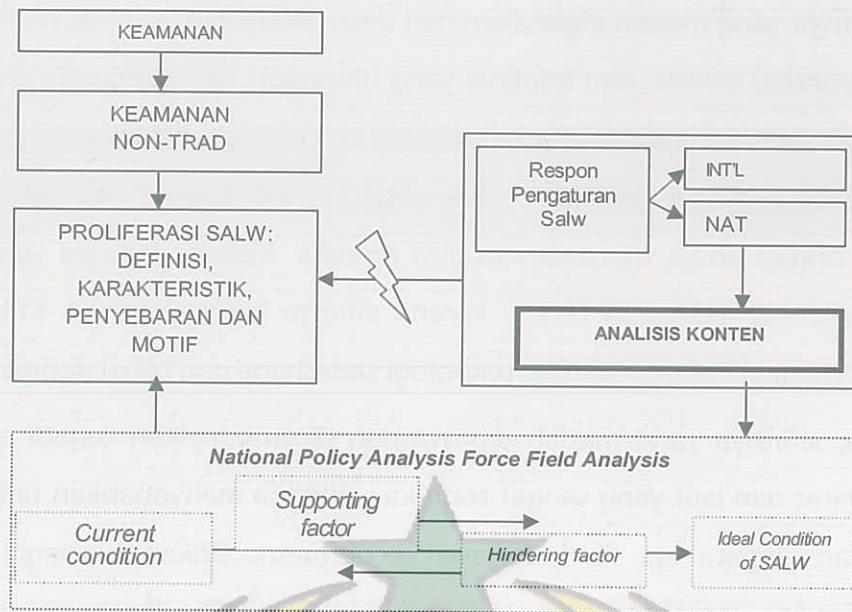 KEAMANAN
KEAMANAN
NON-TRAD
PROLIFERASI SALW:
DEFINISI,
KARAKTERISTIK,
PENYEBARAN DAN
MOTIF
Respon
Pengaturan
Salw
INT'L
NAT
ANALISIS KONTEN
National Policy Analysis Force Field Analysis
Current
condition
Supporting
factor
Hindering factor
Ideal Condition
of SALW